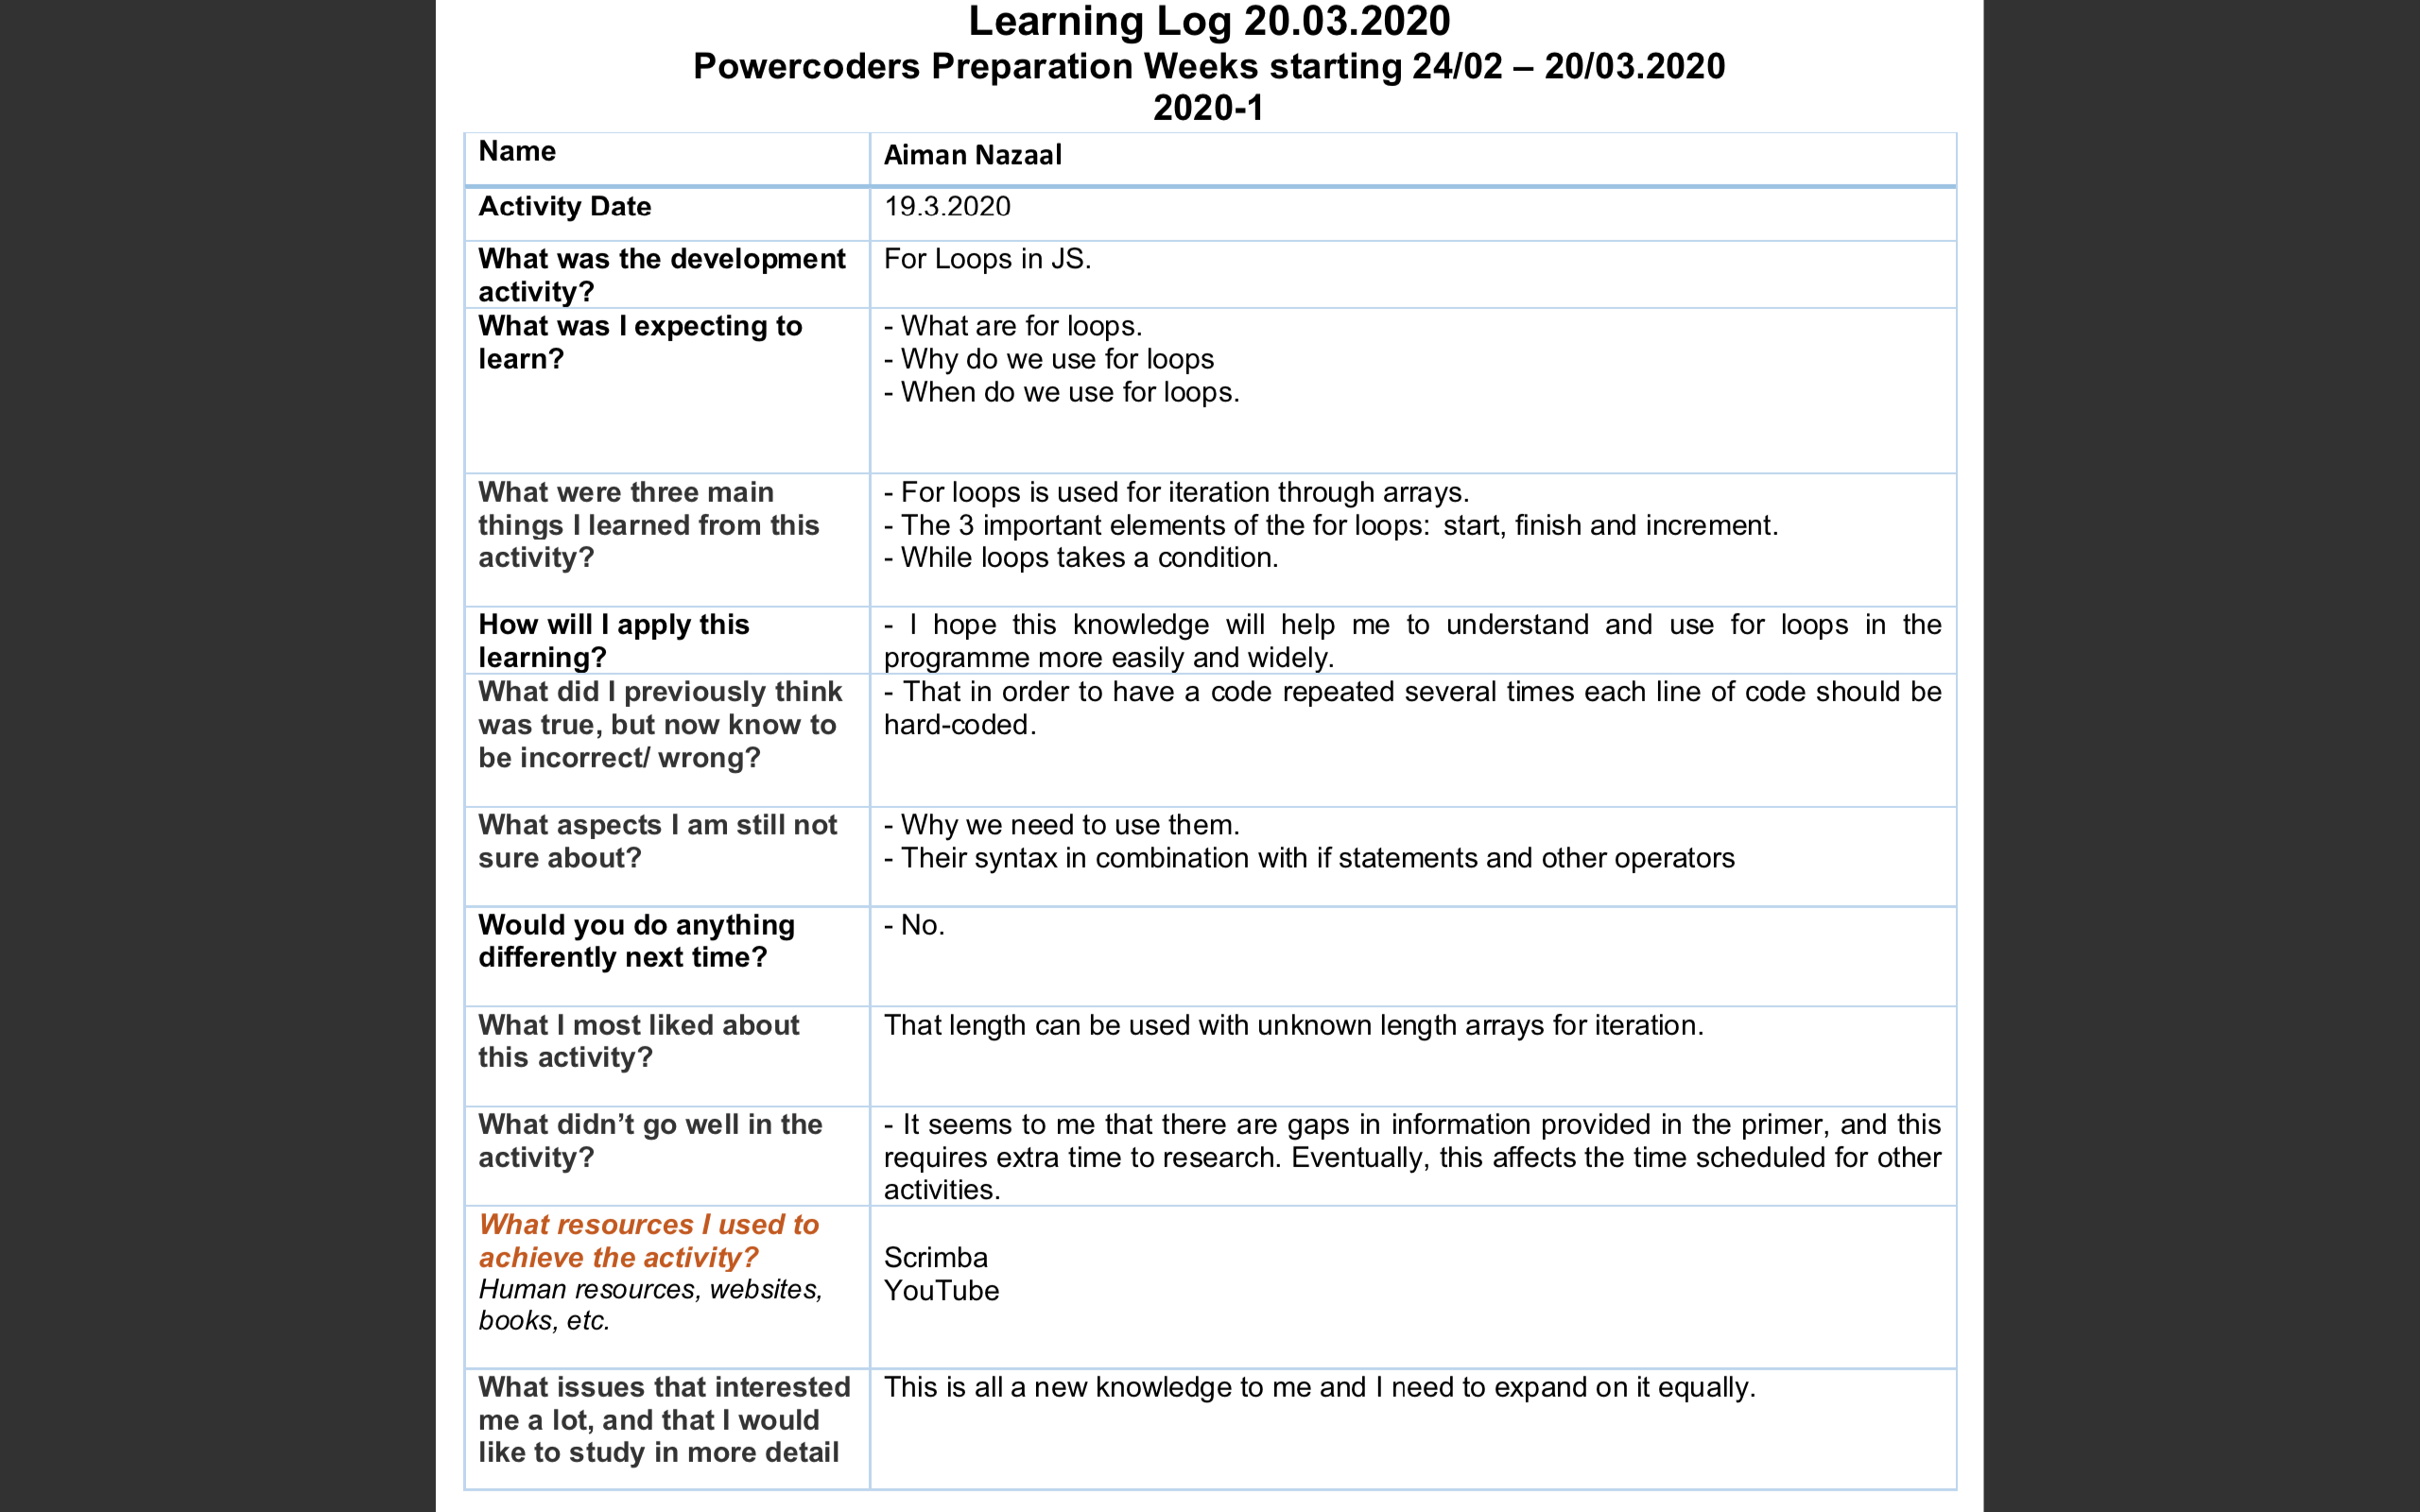 Learning Log 20.03.2020
Powercoders Preparation Weeks starting 24/02 – 20/03.2020
2020-1
Name
Aiman Nazaal
Activity Date
19.3.2020
What was the development
activity?
For Loops in JS.
What was I expecting to
learn?
- What are for loops.
- Why do we use for loops
- When do we use for loops.
What were three main
things I learned from this
activity?
- For loops is used for iteration through arrays.
- The 3 important elements of the for loops:  start, finish and increment.
- While loops takes a condition.
How will I apply this
learning?
- I hope this knowledge will help me to understand and use for loops in the
programme more easily and widely.
What did I previously think
was true, but now know to
be incorrect/ wrong?
- That in order to have a code repeated several times each line of code should be
hard-coded.
What aspects I am still not
sure about?
- Why we need to use them.
- Their syntax in combination with if statements and other operators
Would you do anything
differently next time?
- No.
What I most liked about
this activity?
That length can be used with unknown length arrays for iteration.
What didn’t go well in the
activity?
- It seems to me that there are gaps in information provided in the primer, and this
requires extra time to research. Eventually, this affects the time scheduled for other
activities.
What resources I used to
achieve the activity?
Human resources, websites,
books, etc.
Scrimba
YouTube
What issues that interested
me a lot, and that I would
like to study in more detail
This is all a new knowledge to me and I need to expand on it equally.